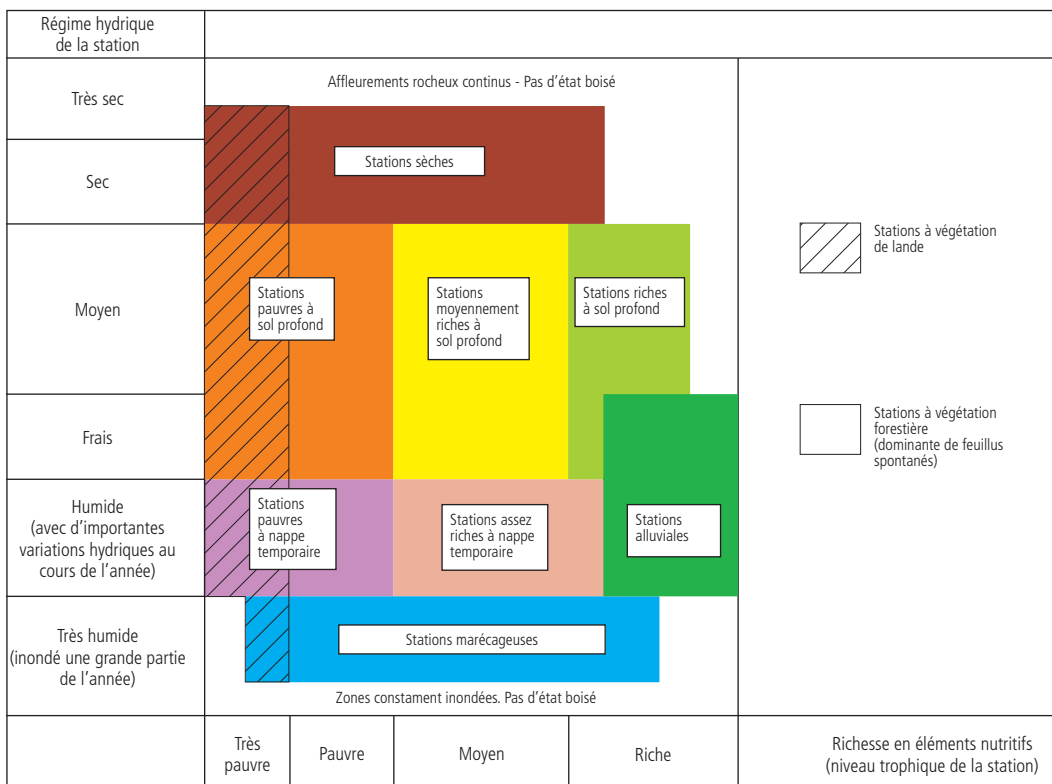 Régime hydrique
de la station
Très sec
Affleurements rocheux continus - Pas d'état boisé
Sec
Stations sèches
Moyen
Stations
pauvres à
sol profond
Stations
moyennement
riches à
sol profond
Stations riches
à sol profond
Stations à végétation
de lande
Frais
Stations à végétation
forestière
(dominante de feuillus
spontanés)
Humide
(avec d'importantes
variations hydriques au
cours de l'année)
Stations
pauvres
à nappe
temporaire
Stations assez
riches à nappe
temporaire
Stations
alluviales
Très humide
(inondé une grande partie
de l'année)
Stations marécageuses
Zones constament inondées. Pas d'état boisé
Très
pauvre
Pauvre
Moyen
Riche
Richesse en éléments nutritifs
(niveau trophique de la station)